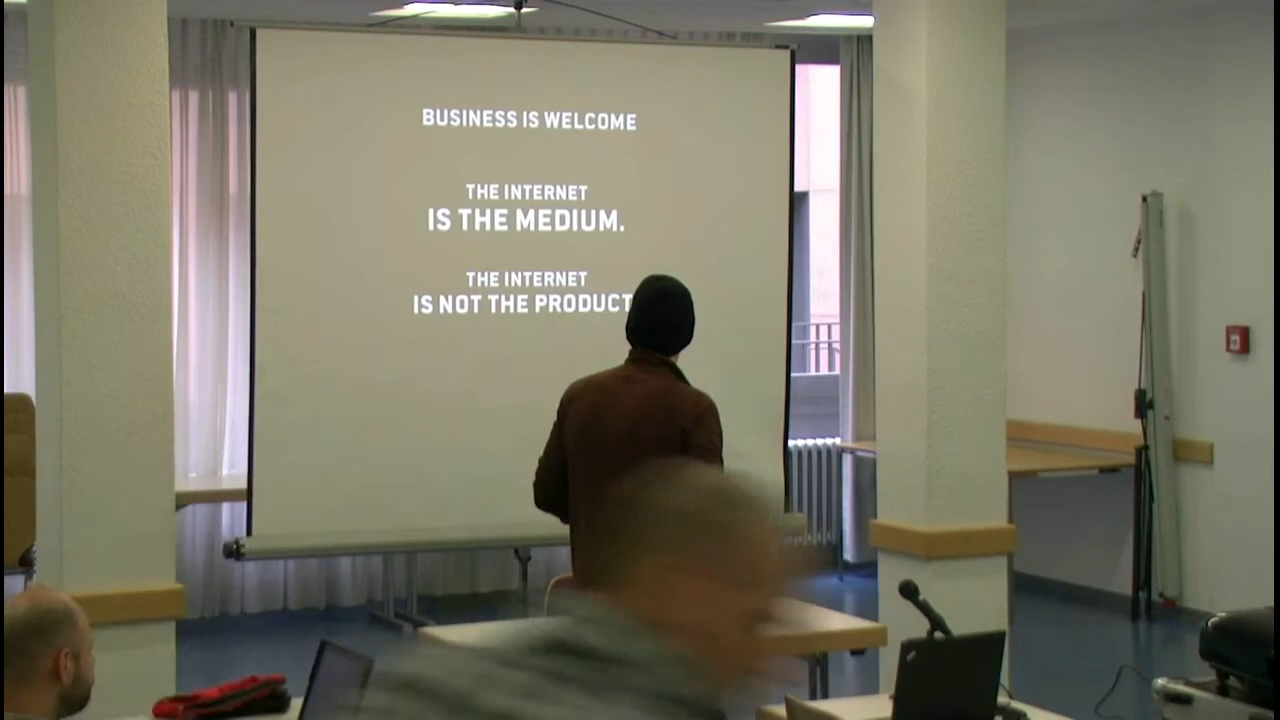 BUSINESS IS WELCOME
THE INTERNET
IS THE MEDIUM.
THE INTERNET
IS NOT THE PRODUCT